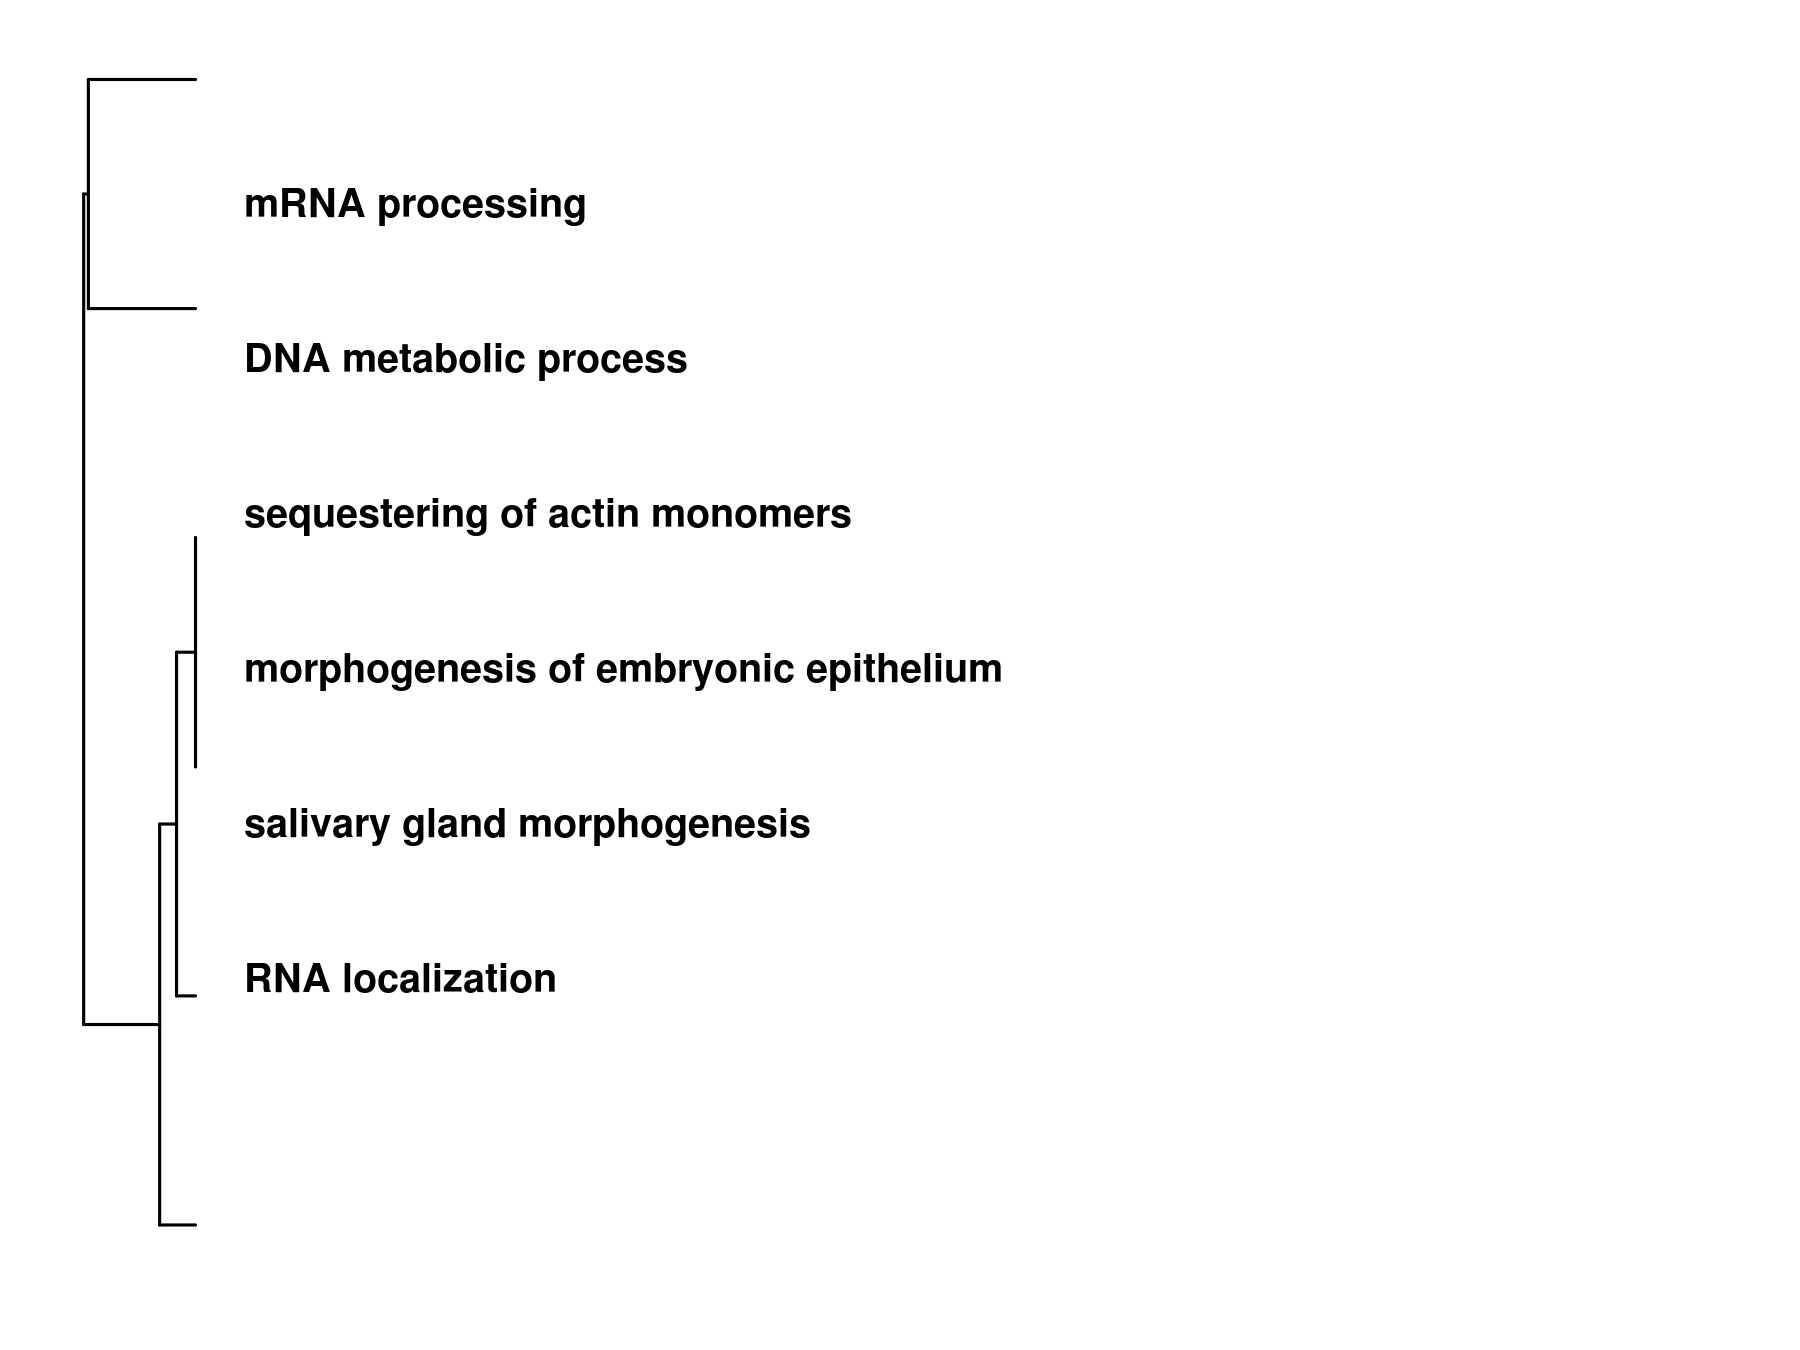 mRNA processing
DNA metabolic process
sequestering of actin monomers
morphogenesis of embryonic epithelium
salivary gland morphogenesis
RNA localization